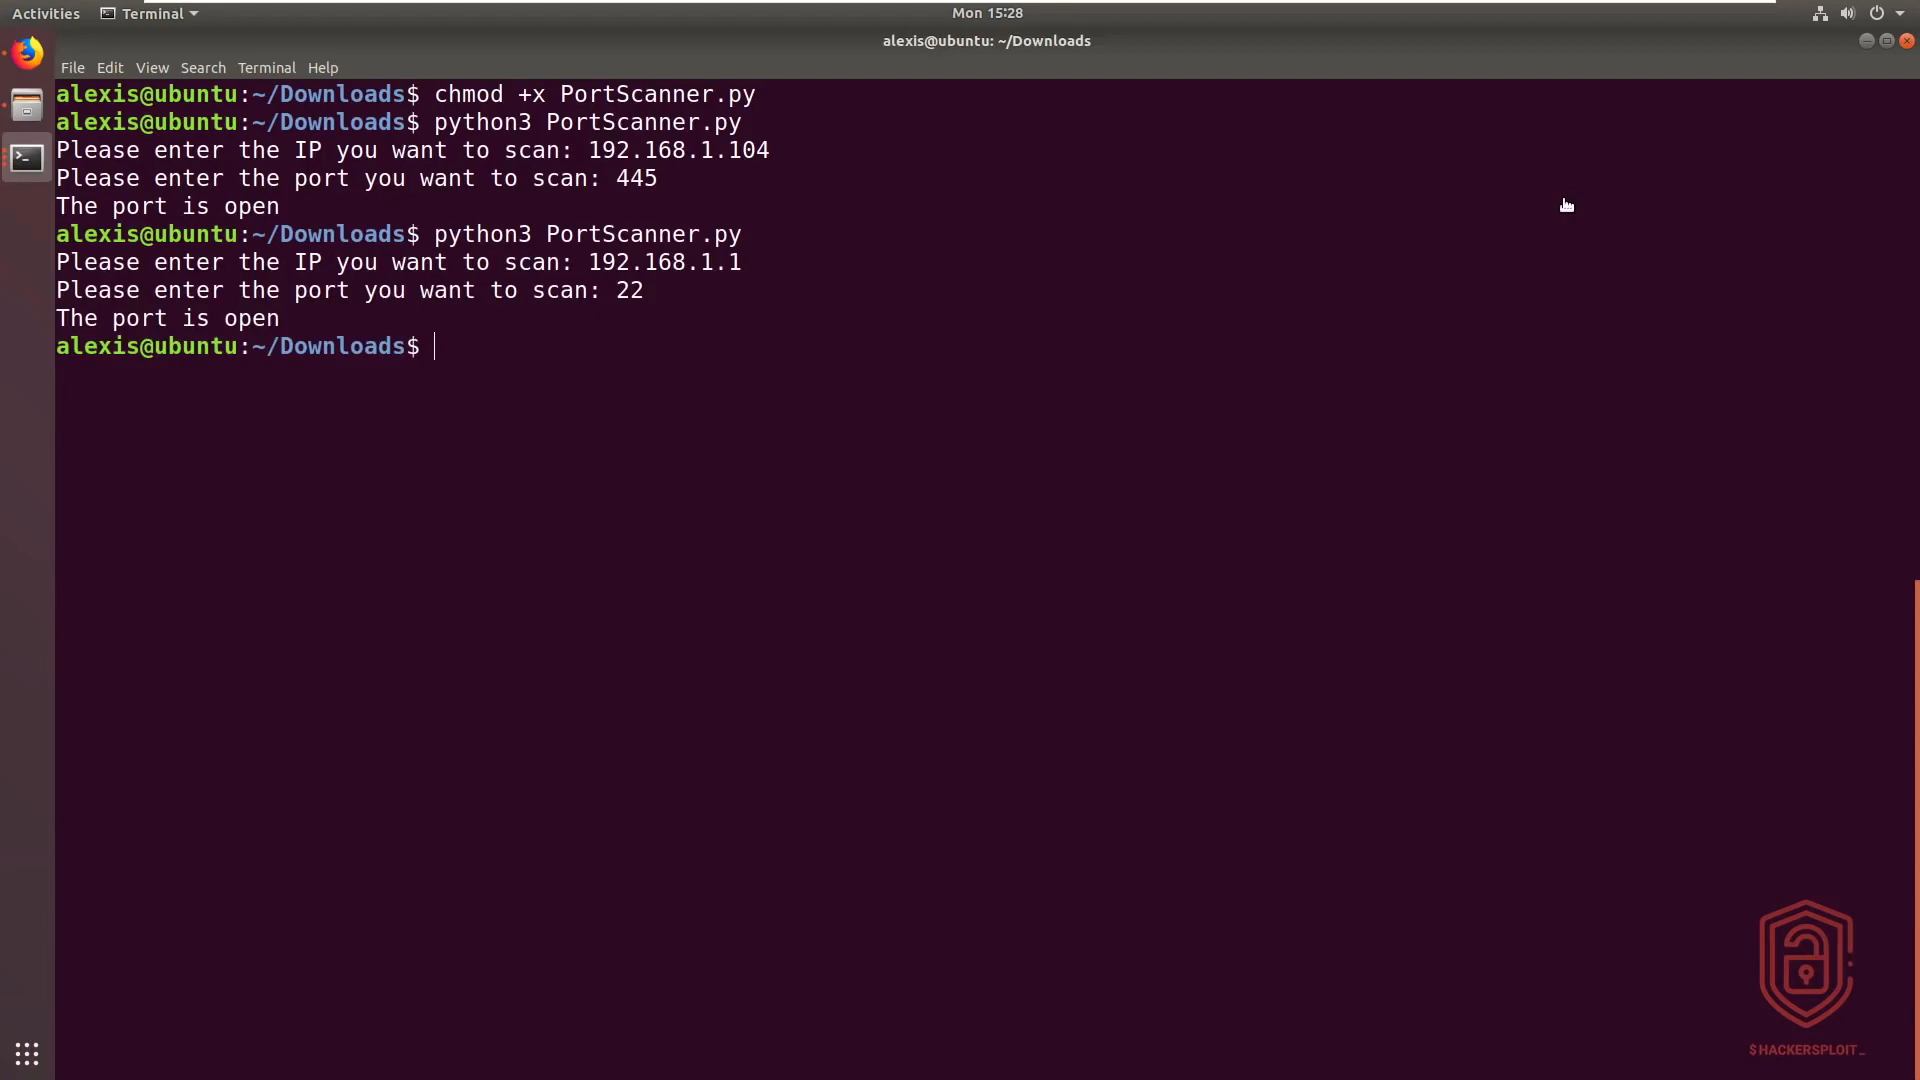 Activities Terminal Mon 15:28
alexis@ubuntu: ~/Downloads
File Edit View Search Terminal Help
alexis@ubuntu:~/Downloads$ chmod +x PortScanner.py
alexis@ubuntu:~/Downloads$ python3 PortScanner.py
Please enter the IP you want to scan: 192.168.1.104
Please enter the port you want to scan: 445
The port is open
alexis@ubuntu:~/Downloads$ python3 PortScanner.py
Please enter the IP you want to scan: 192.168.1.1
Please enter the port you want to scan: 22
The port is open
alexis@ubuntu:~/Downloads$
$HACKERSPLOIT_